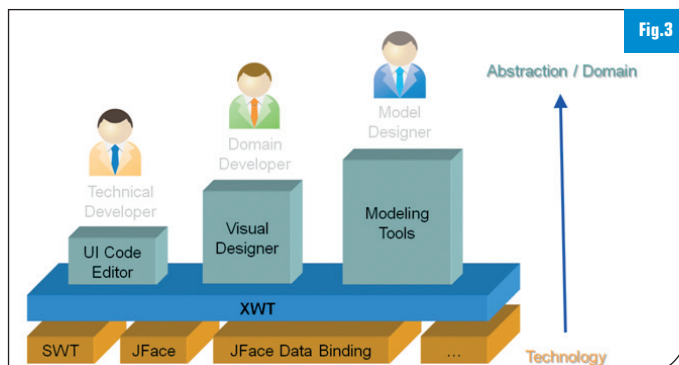 Fig.3
Abstraction / Domain
Model
Designer
Domain
Developer
Technical
Developer
Modeling
Tools
Visual
Designer
UI Code
Editor
XWT
SWT
JFace
JFace Data Binding
...
Technology